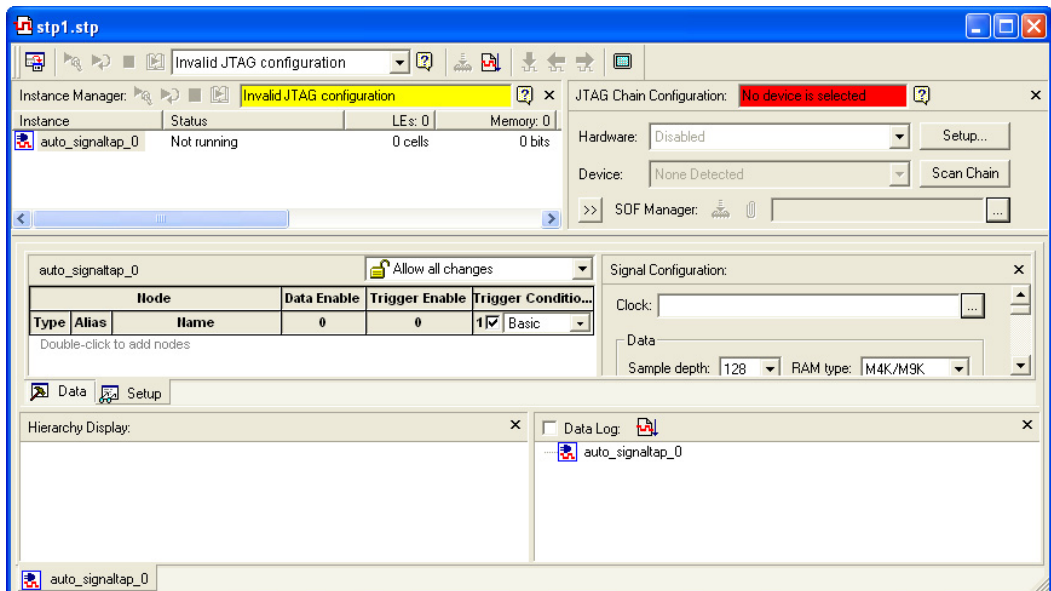 stp1.stp
Invalid JTAG configuration
Instance Manager: Invalid JTAG configuration
Instance Status LEs: 0 Memory: 0
auto_signaltap_0 Not running 0 cells 0 bits
JTAG Chain Configuration: No device is selected
Hardware: Disabled Setup...
Device: None Detected Scan Chain
>> SOF Manager: ...
auto_signaltap_0 Allow all changes
Node Data Enable Trigger Enable Trigger Conditio...
Type Alias Name 0 0 1 Basic
Double-click to add nodes
Data Setup
Signal Configuration:
Clock: ...
Data
Sample depth: 128 RAM type: M4K/M9K
Hierarchy Display:
Data Log:
auto_signaltap_0
auto_signaltap_0